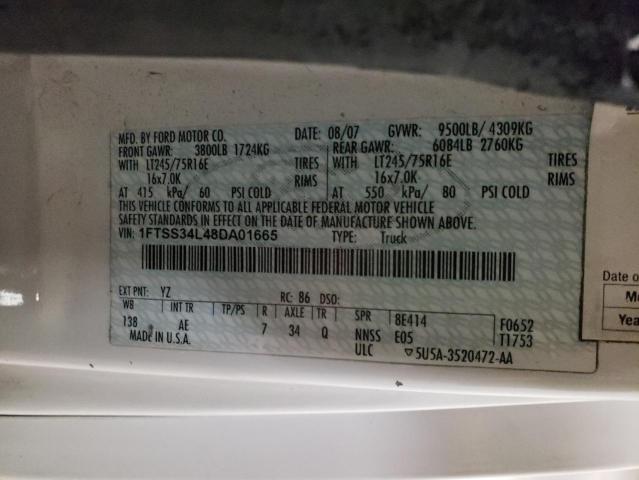 MFD. BY FORD MOTOR CO. DATE: 08/07 GVWR: 9500LB/ 4309KG
FRONT GAWR: 3800LB 1724KG REAR GAWR: 6084LB 2760KG
WITH LT245/75R16E TIRES WITH LT245/75R16E TIRES
16x7.0K RIMS 16x7.0K RIMS
AT 415 kPa/ 60 PSI COLD AT 550 kPa/ 80 PSI COLD
THIS VEHICLE CONFORMS TO ALL APPLICABLE FEDERAL MOTOR VEHICLE
SAFETY STANDARDS IN EFFECT ON THE DATE OF MANUFACTURE SHOWN ABOVE.
VIN: 1FTSS34L48DA01665 TYPE: Truck
EXT PNT: YZ RC: 86 DSO:
WB INT TR TP/PS R AXLE TR SPR 8E414 F0652
138 AE 7 34 Q NNSS E05 T1753
MADE IN U.S.A. ULC ▽5U5A-3520472-AA
Date o
M
Yea